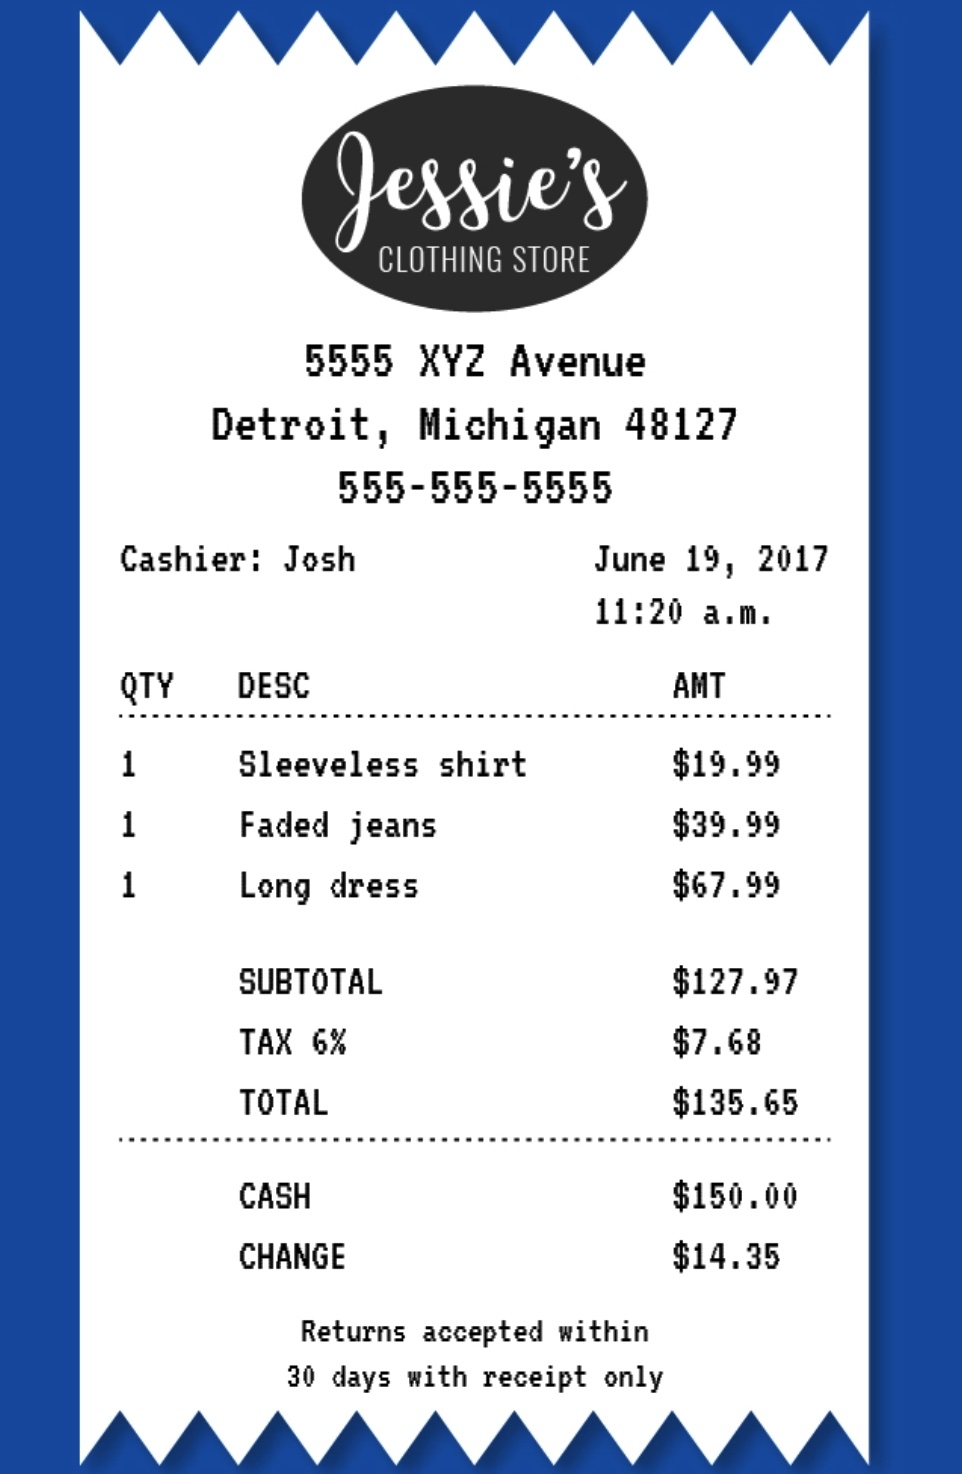 Jessie's
CLOTHING STORE
5555 XYZ Avenue
Detroit, Michigan 48127
555-555-5555
Cashier: Josh June 19, 2017
11:20 a.m.
QTY DESC AMT
1 Sleeveless shirt $19.99
1 Faded jeans $39.99
1 Long dress $67.99
SUBTOTAL $127.97
TAX 6% $7.68
TOTAL $135.65
CASH $150.00
CHANGE $14.35
Returns accepted within
30 days with receipt only